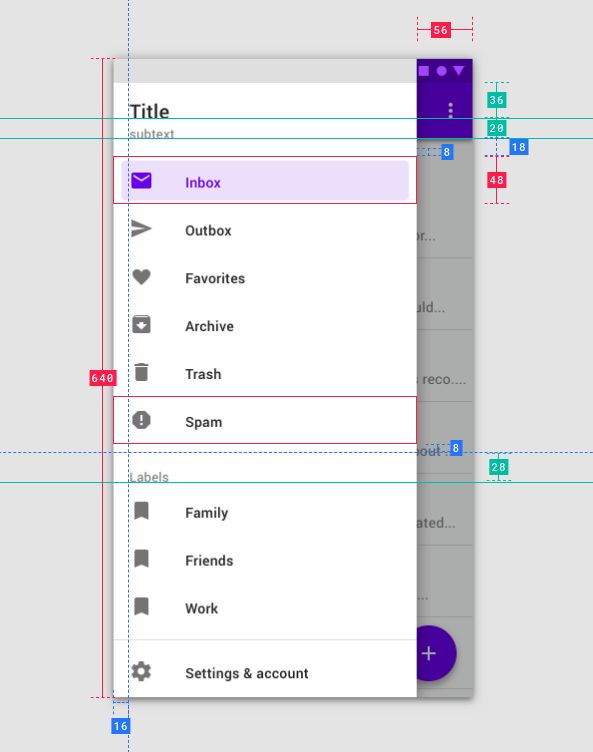 56
36
Title
20
subtext
18
8
48
Inbox
Outbox
or...
Favorites
uld...
Archive
Trash
s reco....
640
Spam
8
out ...
28
Labels
Family
ated...
Friends
...
Work
+
Settings & account
16